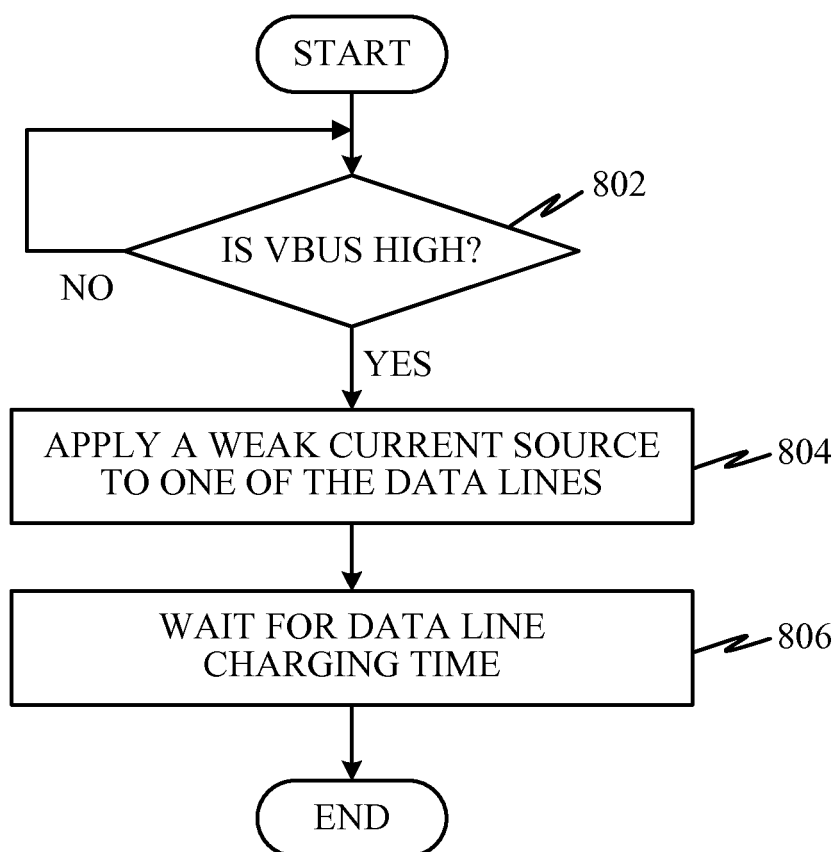 START
802
IS VBUS HIGH?
NO
YES
APPLY A WEAK CURRENT SOURCE
TO ONE OF THE DATA LINES
804
WAIT FOR DATA LINE
CHARGING TIME
806
END